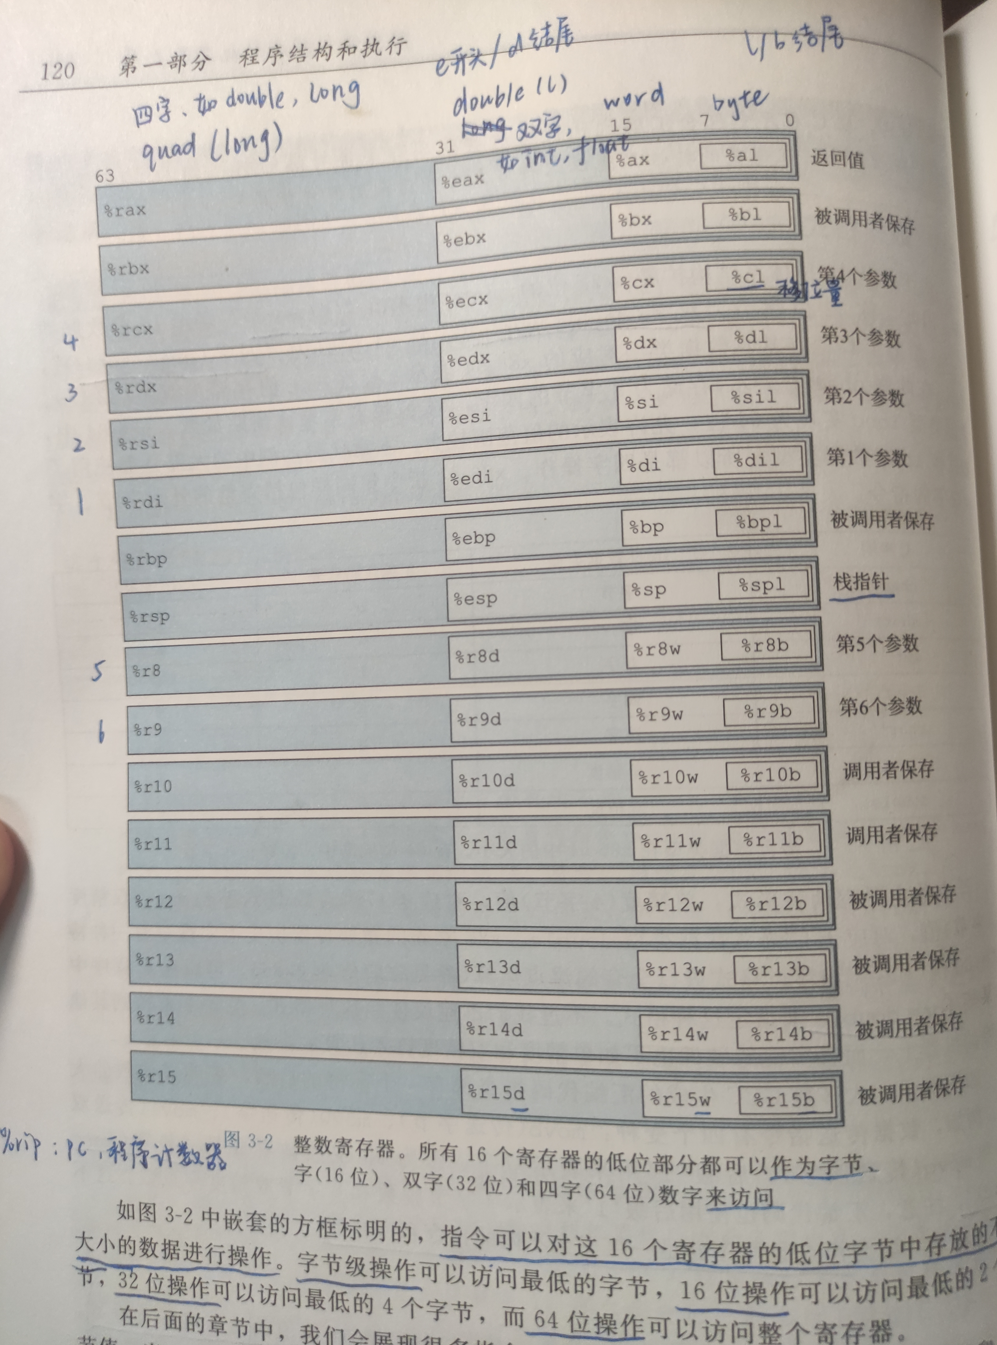 120 第一部分 程序结构和执行
e开头/d结尾
l/b结尾
四字、如double, long
quad (long)
double (l)
双字,
如int, float
word
byte
63 31 15 7 0
%rax %eax %ax %al 返回值
%rbx %ebx %bx %bl 被调用者保存
%rcx %ecx %cx %cl 第4个参数
移位量
4
%rdx %edx %dx %dl 第3个参数
3
%rsi %esi %si %sil 第2个参数
2
%rdi %edi %di %dil 第1个参数
1
%rbp %ebp %bp %bpl 被调用者保存
%rsp %esp %sp %spl 栈指针
5 %r8 %r8d %r8w %r8b 第5个参数
6 %r9 %r9d %r9w %r9b 第6个参数
%r10 %r10d %r10w %r10b 调用者保存
%r11 %r11d %r11w %r11b 调用者保存
%r12 %r12d %r12w %r12b 被调用者保存
%r13 %r13d %r13w %r13b 被调用者保存
%r14 %r14d %r14w %r14b 被调用者保存
%r15 %r15d %r15w %r15b 被调用者保存
%rip: PC, 程序计数器
图 3-2 整数寄存器。所有 16 个寄存器的低位部分都可以作为字节、
字(16 位)、双字(32 位)和四字(64 位)数字来访问
如图 3-2 中嵌套的方框标明的，指令可以对这 16 个寄存器的低位字节中存放的
大小的数据进行操作。字节级操作可以访问最低的字节，16 位操作可以访问最低的 2
节，32 位操作可以访问最低的 4 个字节，而 64 位操作可以访问整个寄存器。
在后面的章节中，我们会展现很多